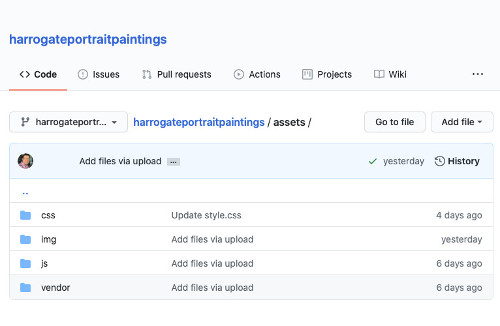 harrogateportraitpaintings
Code Issues Pull requests Actions Projects Wiki ...
harrogateportr... harrogateportraitpaintings / assets / Go to file Add file
Add files via upload ... yesterday History
..
css Update style.css 4 days ago
img Add files via upload yesterday
js Add files via upload 6 days ago
vendor Add files via upload 6 days ago